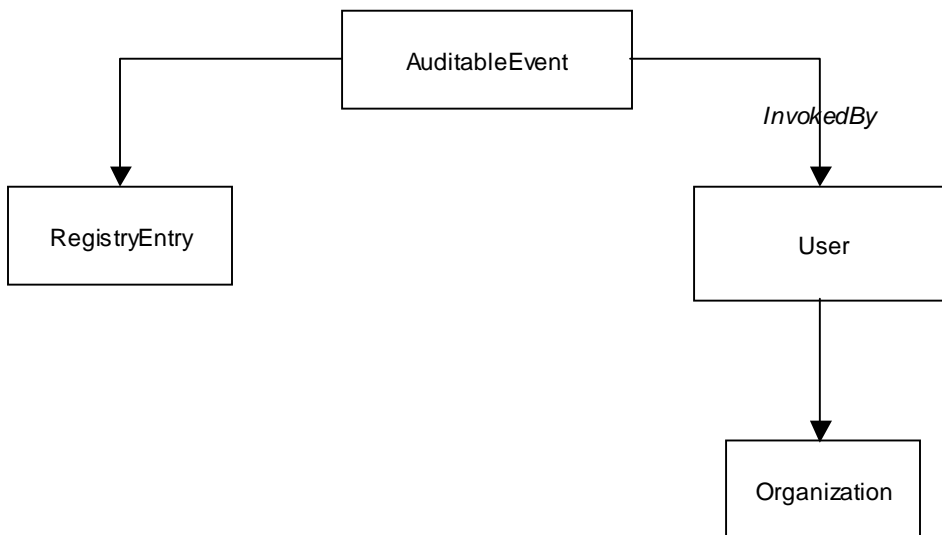 AuditableEvent
InvokedBy
RegistryEntry
User
Organization